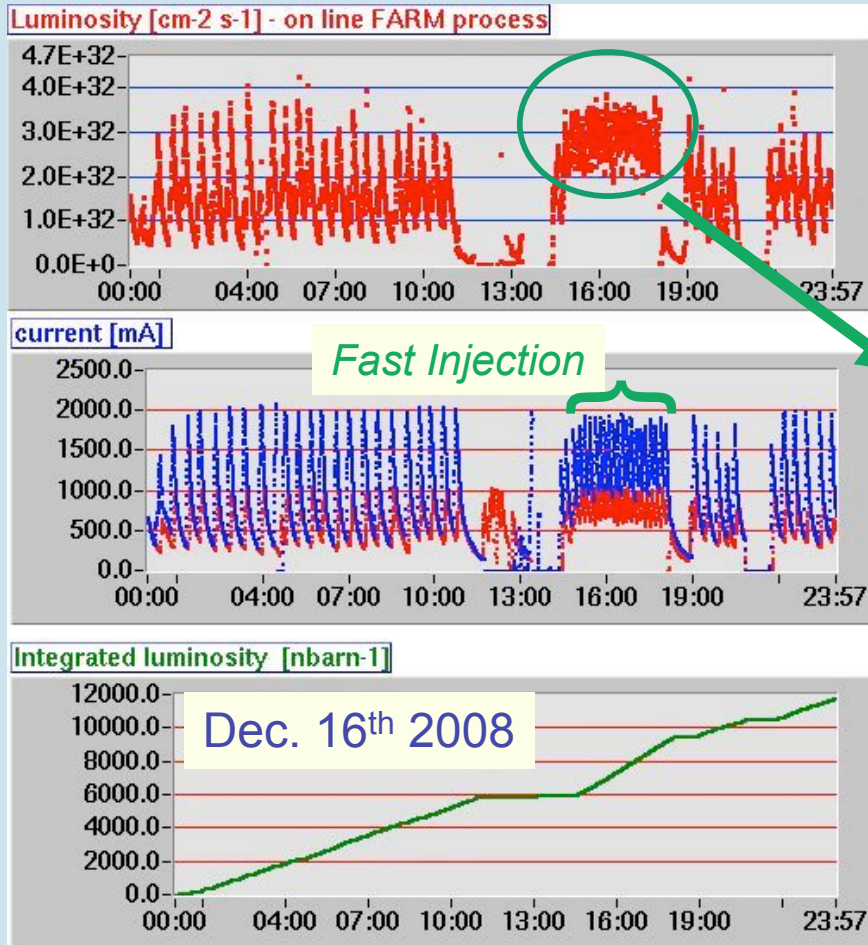 Luminosity [cm-2 s-1] - on line FARM process
4.7E+32
4.0E+32
3.0E+32
2.0E+32
1.0E+32
0.0E+0
00:00 04:00 07:00 10:00 13:00 16:00 19:00 23:57
current [mA]
Fast Injection
2500.0
2000.0
1500.0
1000.0
500.0
0.0
00:00 04:00 07:00 10:00 13:00 16:00 19:00 23:57
Integrated luminosity [nbarn-1]
Dec. 16th 2008
12000.0
10000.0
8000.0
6000.0
4000.0
2000.0
0.0
00:00 04:00 07:00 10:00 13:00 16:00 19:00 23:57